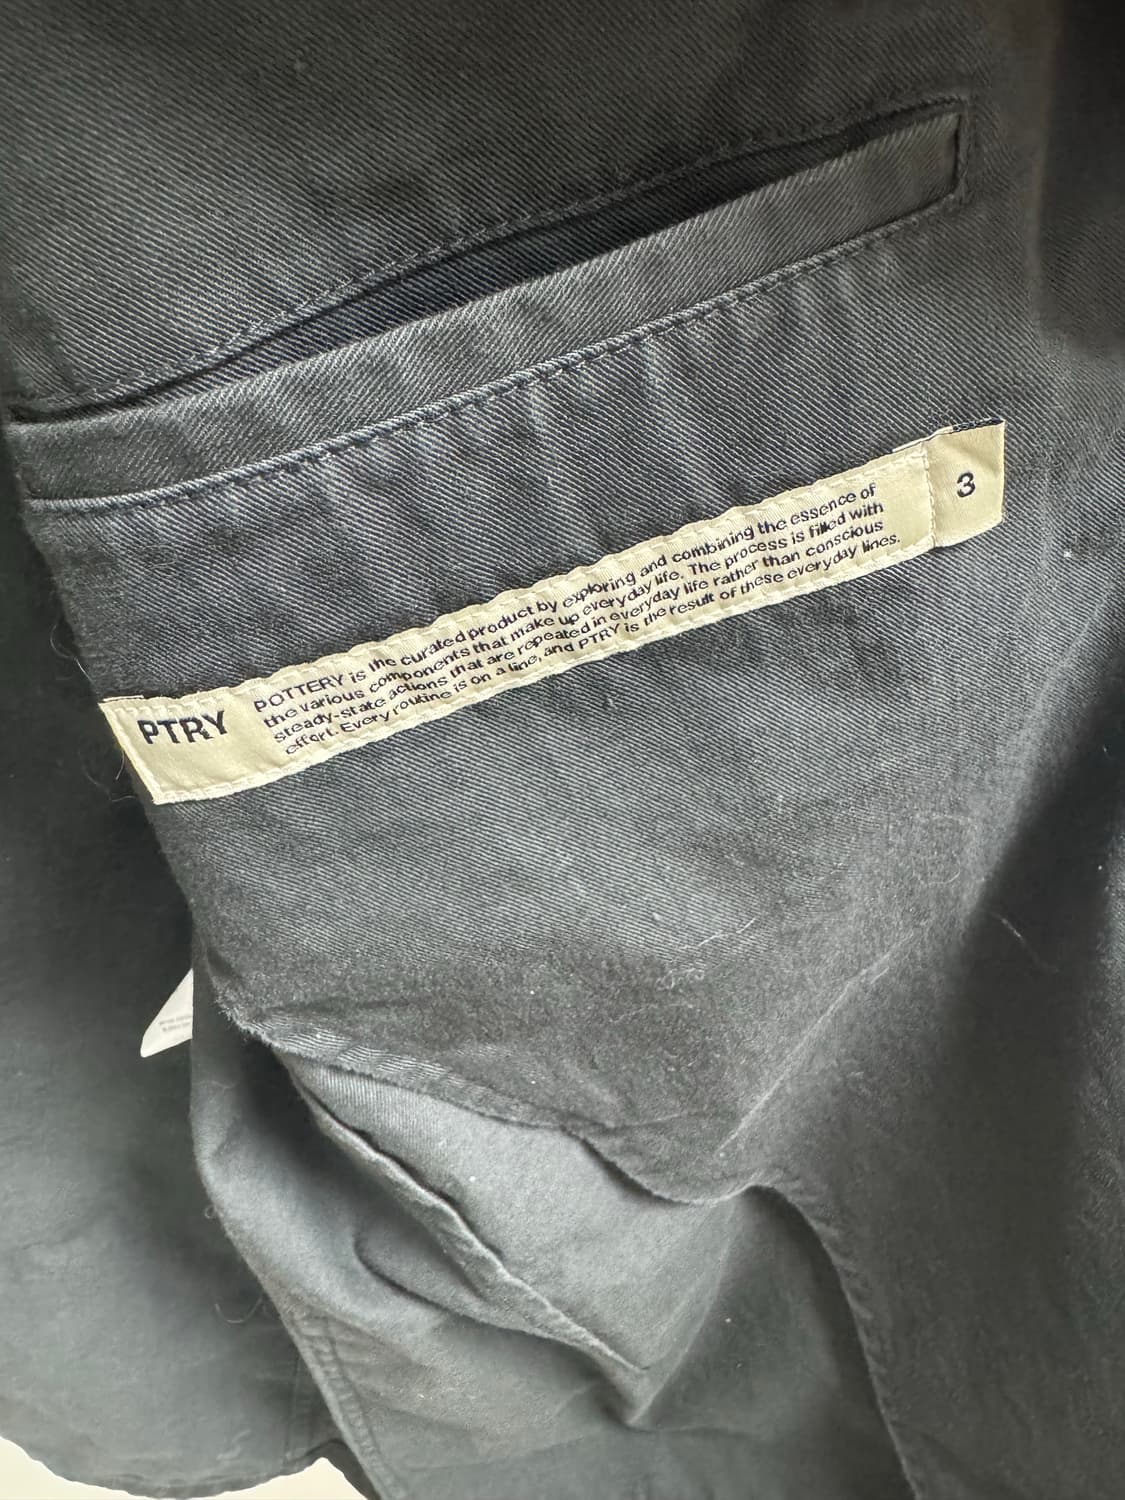 PTRY
POTTERY is the curated product by exploring and combining the essence of
the various components that make up everyday life. The process is filled with
steady-state actions that are repeated in everyday life rather than conscious
effort. Every routine is on a line, and PTRY is the result of these everyday lines.
3